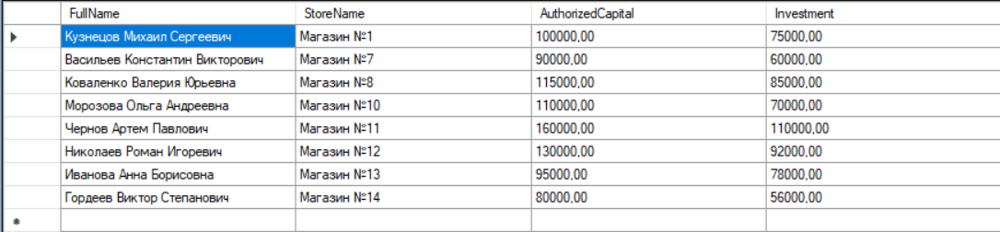 FullName StoreName AuthorizedCapital Investment
Кузнецов Михаил Сергеевич Магазин №1 100000,00 75000,00
Васильев Константин Викторович Магазин №7 90000,00 60000,00
Коваленко Валерия Юрьевна Магазин №8 115000,00 85000,00
Морозова Ольга Андреевна Магазин №10 110000,00 70000,00
Чернов Артем Павлович Магазин №11 160000,00 110000,00
Николаев Роман Игоревич Магазин №12 130000,00 92000,00
Иванова Анна Борисовна Магазин №13 95000,00 78000,00
Гордеев Виктор Степанович Магазин №14 80000,00 56000,00